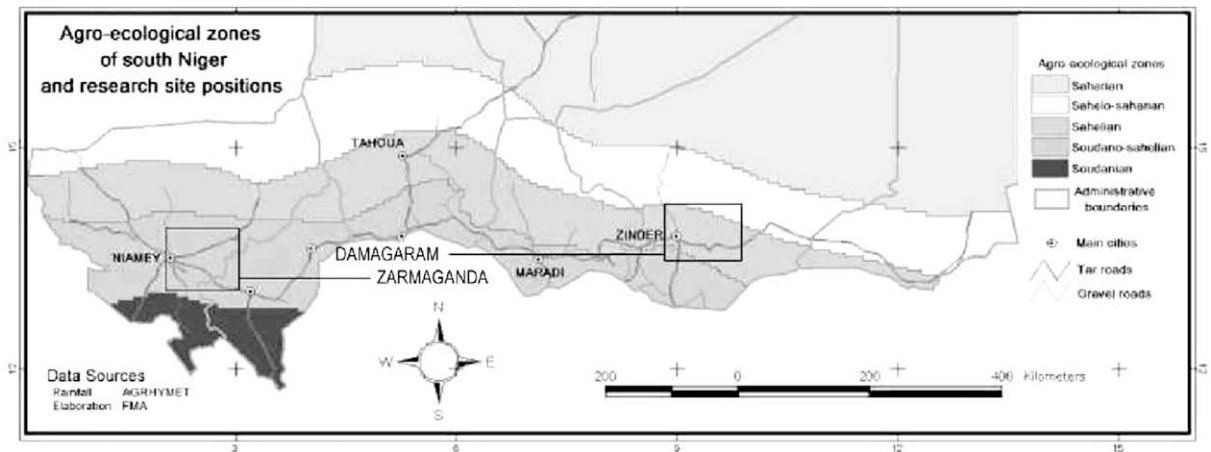 Agro-ecological zones
of south Niger
and research site positions
Agro-ecological zones
Saharian
Sahelo-saharian
Sahelian
Soudano-sahelian
Soudanian
Administrative
boundaries
Main cities
Tar roads
Gravel roads
TAHOUA
NIAMEY
DAMAGARAM
ZARMAGANDA
MARADI
ZINDER
N
W E
S
Data Sources
Rainfall AGRHYMET
Elaboration FMA
200 0 200 400 Kilometers
15 15
12 12
3 6 9 12 15